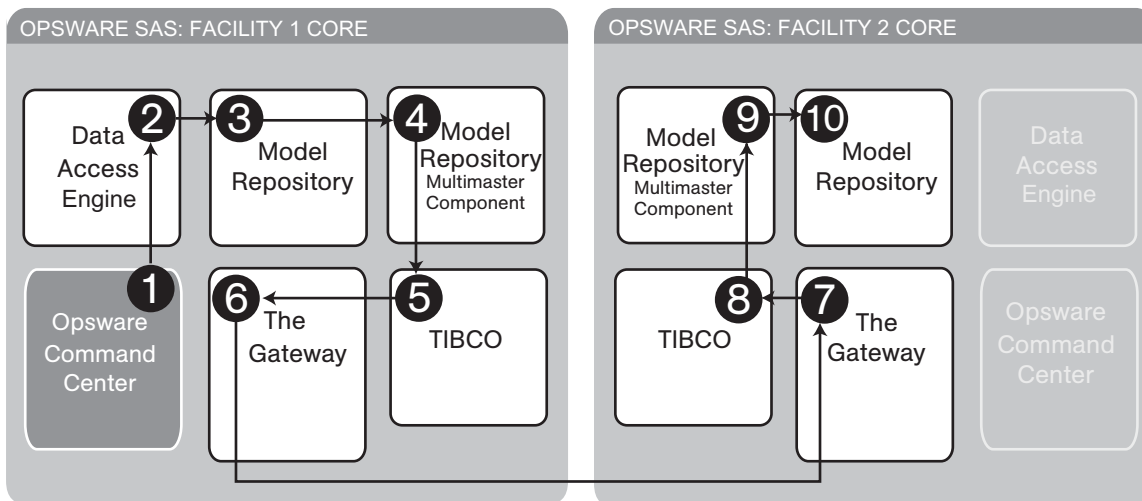 OPSWARE SAS: FACILITY 1 CORE
2
Data
Access
Engine
3
Model
Repository
4
Model
Repository
Multimaster
Component
1
Opsware
Command
Center
6
The
Gateway
5
TIBCO
OPSWARE SAS: FACILITY 2 CORE
9
Model
Repository
Multimaster
Component
10
Model
Repository
Data
Access
Engine
8
TIBCO
7
The
Gateway
Opsware
Command
Center